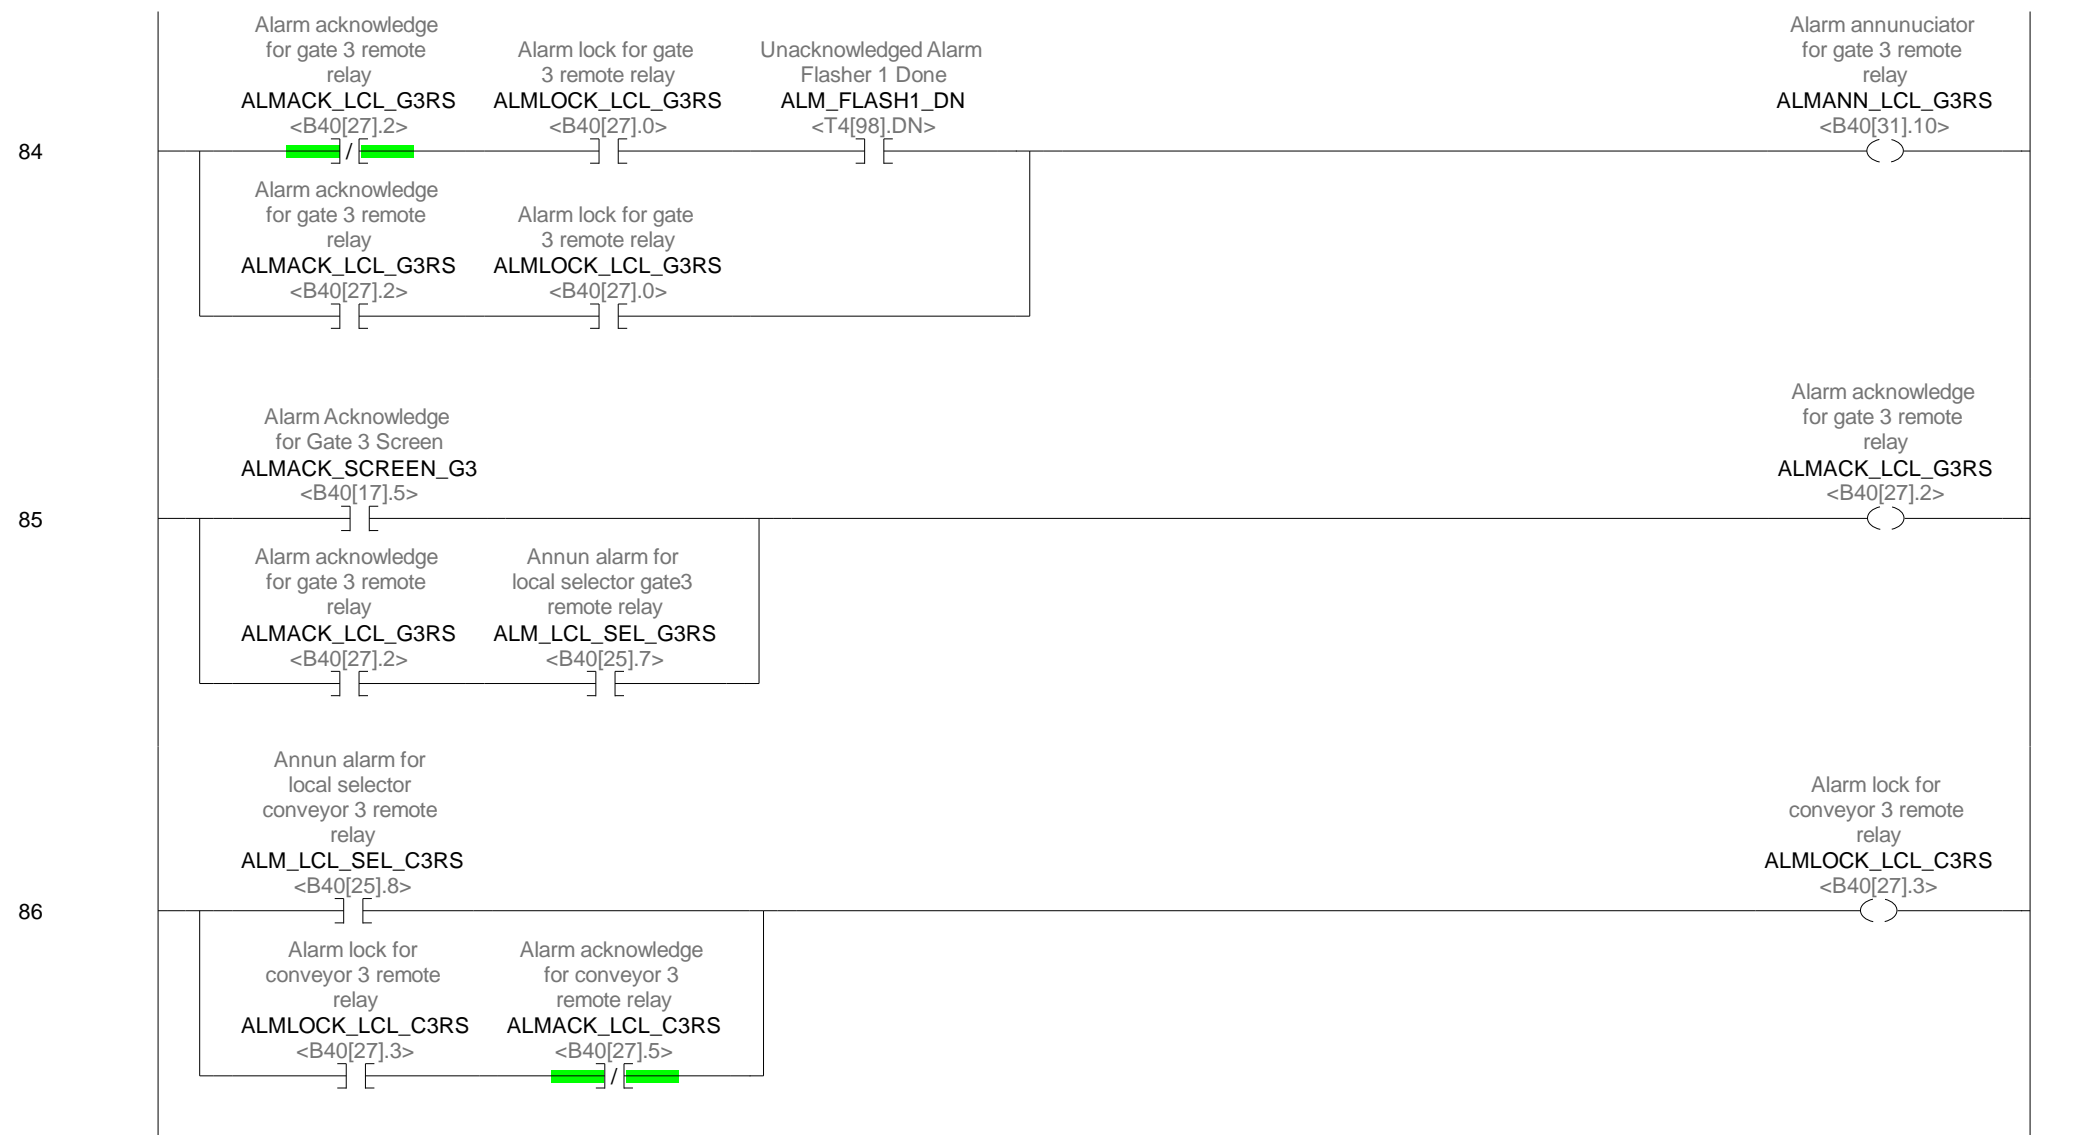 Alarm acknowledge
for gate 3 remote
relay
ALMACK_LCL_G3RS
<B40[27].2>
Alarm lock for gate
3 remote relay
ALMLOCK_LCL_G3RS
<B40[27].0>
Unacknowledged Alarm
Flasher 1 Done
ALM_FLASH1_DN
<T4[98].DN>
Alarm annunuciator
for gate 3 remote
relay
ALMANN_LCL_G3RS
<B40[31].10>
84
/
Alarm acknowledge
for gate 3 remote
relay
ALMACK_LCL_G3RS
<B40[27].2>
Alarm lock for gate
3 remote relay
ALMLOCK_LCL_G3RS
<B40[27].0>
Alarm Acknowledge
for Gate 3 Screen
ALMACK_SCREEN_G3
<B40[17].5>
Alarm acknowledge
for gate 3 remote
relay
ALMACK_LCL_G3RS
<B40[27].2>
85
Alarm acknowledge
for gate 3 remote
relay
ALMACK_LCL_G3RS
<B40[27].2>
Annun alarm for
local selector gate3
remote relay
ALM_LCL_SEL_G3RS
<B40[25].7>
Annun alarm for
local selector
conveyor 3 remote
relay
ALM_LCL_SEL_C3RS
<B40[25].8>
Alarm lock for
conveyor 3 remote
relay
ALMLOCK_LCL_C3RS
<B40[27].3>
86
Alarm lock for
conveyor 3 remote
relay
ALMLOCK_LCL_C3RS
<B40[27].3>
Alarm acknowledge
for conveyor 3
remote relay
ALMACK_LCL_C3RS
<B40[27].5>
/